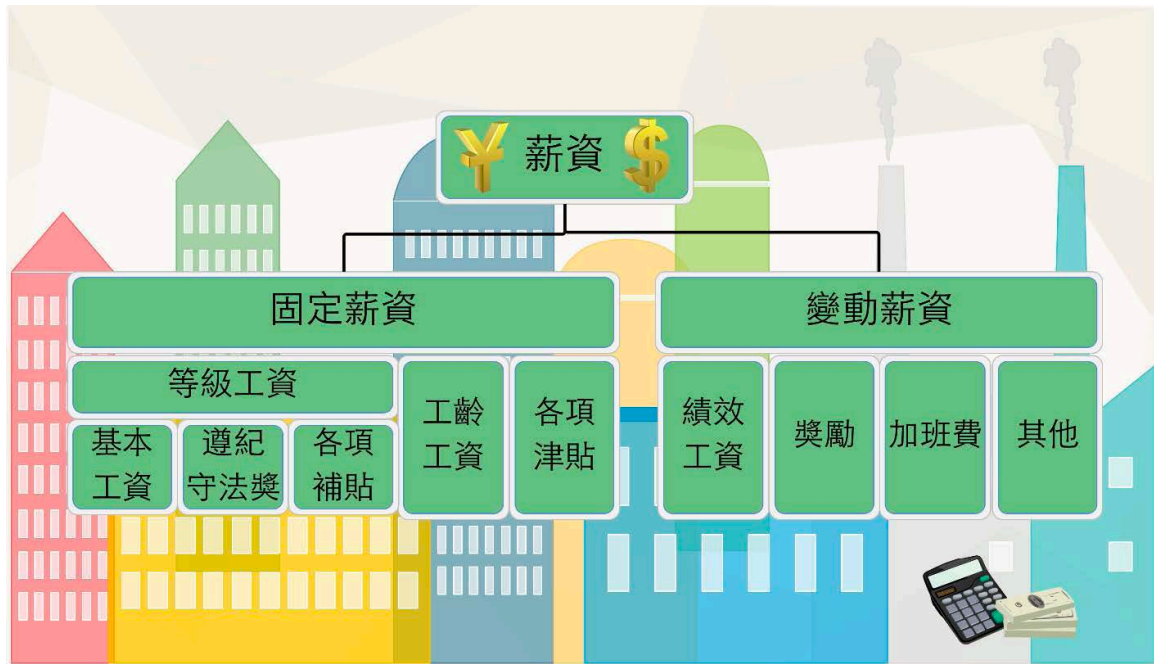 薪資
固定薪資
變動薪資
等級工資
基本
工資
遵紀
守法獎
各項
補貼
工齡
工資
各項
津貼
績效
工資
獎勵
加班費
其他